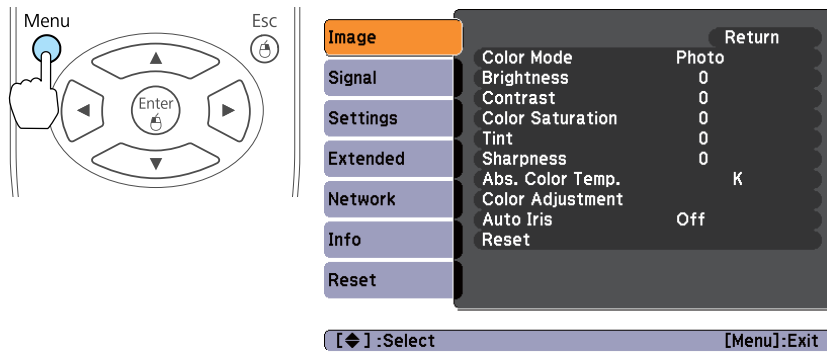 Menu
Esc
Enter
Image
Signal
Settings
Extended
Network
Info
Reset
Return
Color Mode Photo
Brightness 0
Contrast 0
Color Saturation 0
Tint 0
Sharpness 0
Abs. Color Temp. K
Color Adjustment
Auto Iris Off
Reset
[◆] :Select [Menu]:Exit